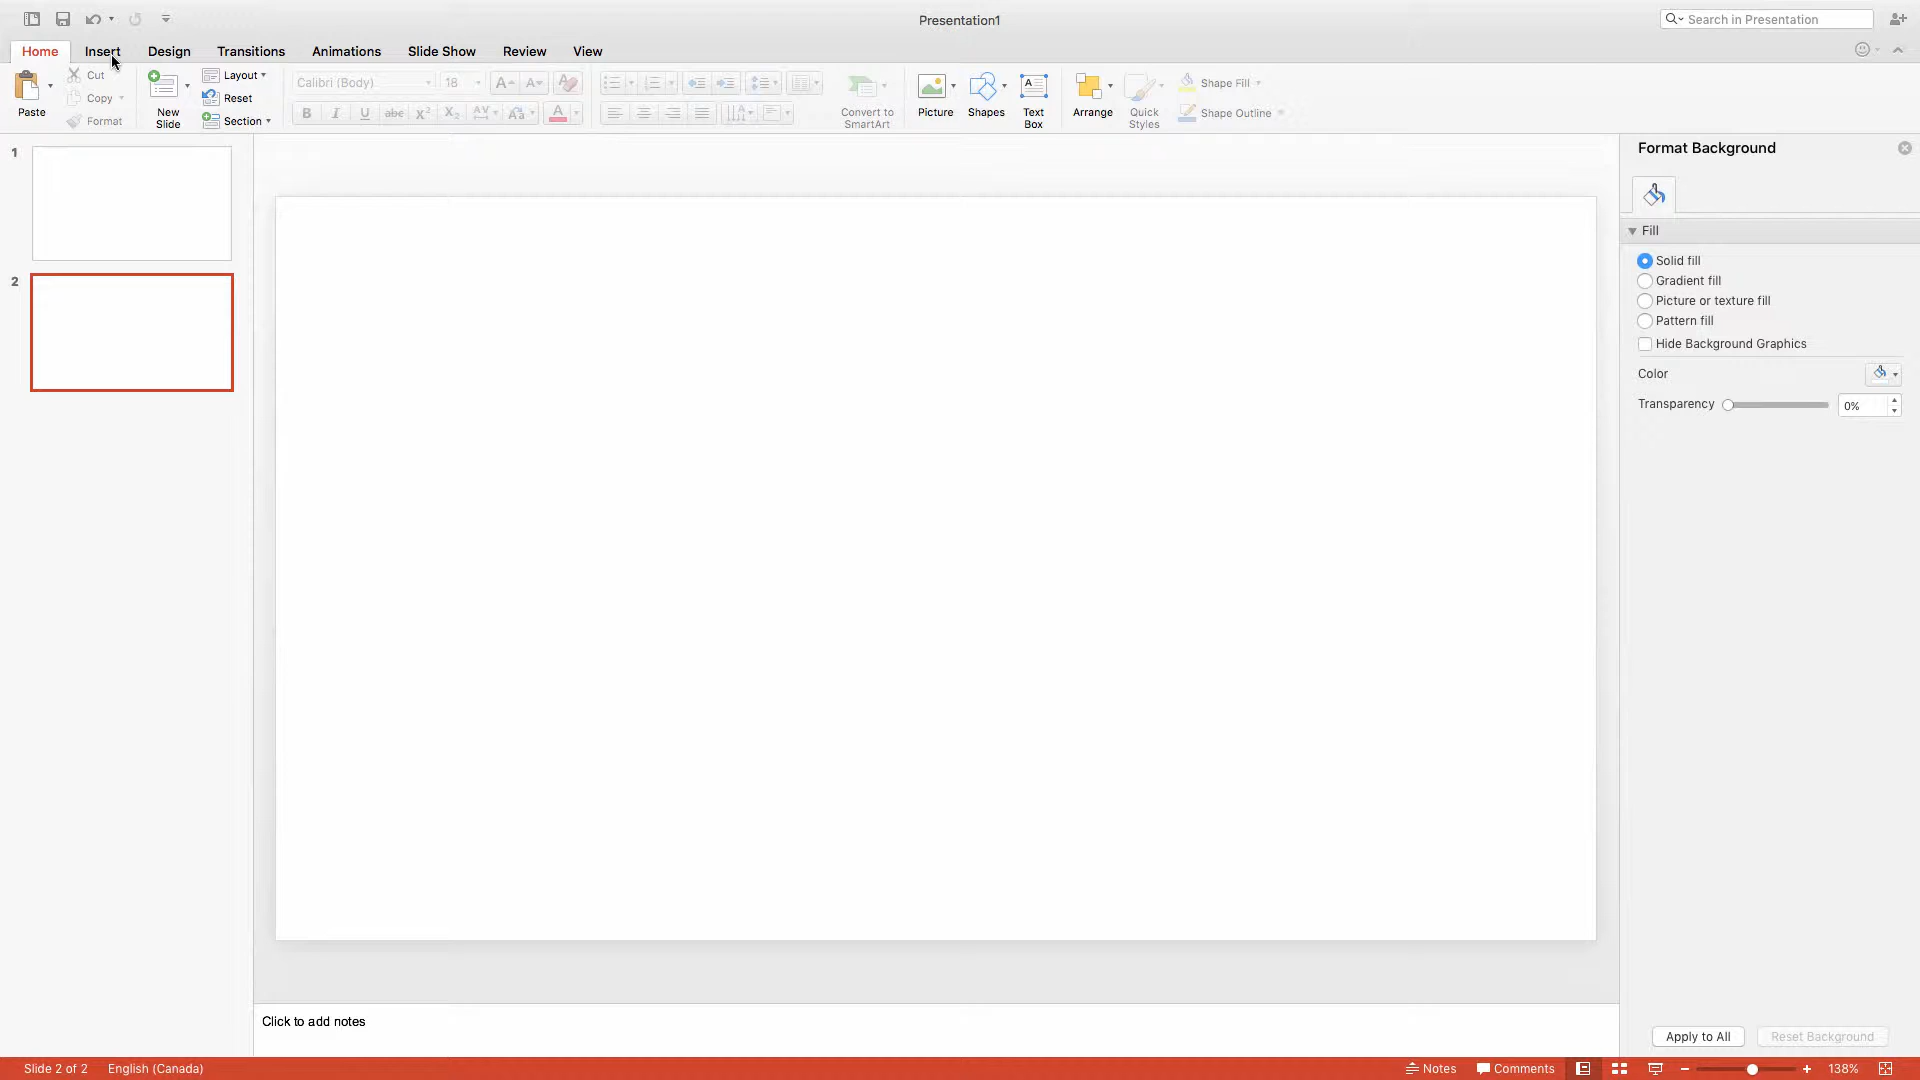 Presentation1
Search in Presentation
Home Insert Design Transitions Animations Slide Show Review View
Paste
Cut
Copy
Format
New Slide
Layout
Reset
Section
Calibri (Body) 18
B I U abc X² X₂
Convert to SmartArt
Picture
Shapes
Text Box
Arrange
Quick Styles
Shape Fill
Shape Outline
1
2
Format Background
Fill
Solid fill
Gradient fill
Picture or texture fill
Pattern fill
Hide Background Graphics
Color
Transparency 0%
Click to add notes
Apply to All Reset Background
Slide 2 of 2 English (Canada) Notes Comments 138%